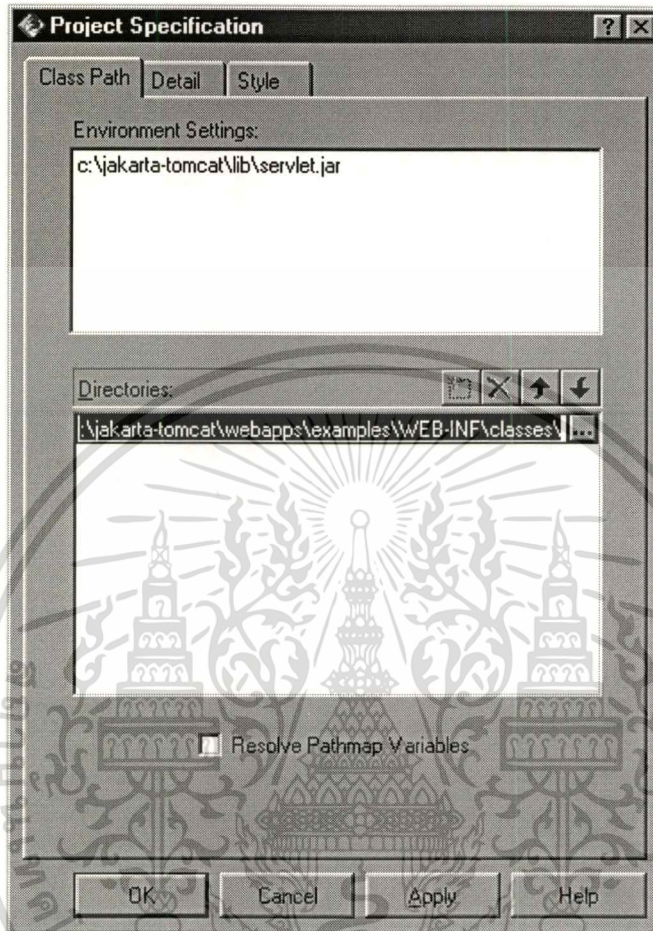 Project Specification
Class Path Detail Style
Environment Settings:
c:\jakarta-tomcat\lib\servlet.jar
Directories:
:\jakarta-tomcat\webapps\examples\WEB-INF\classes\ ...
Resolve Pathmap Variables
OK Cancel Apply Help